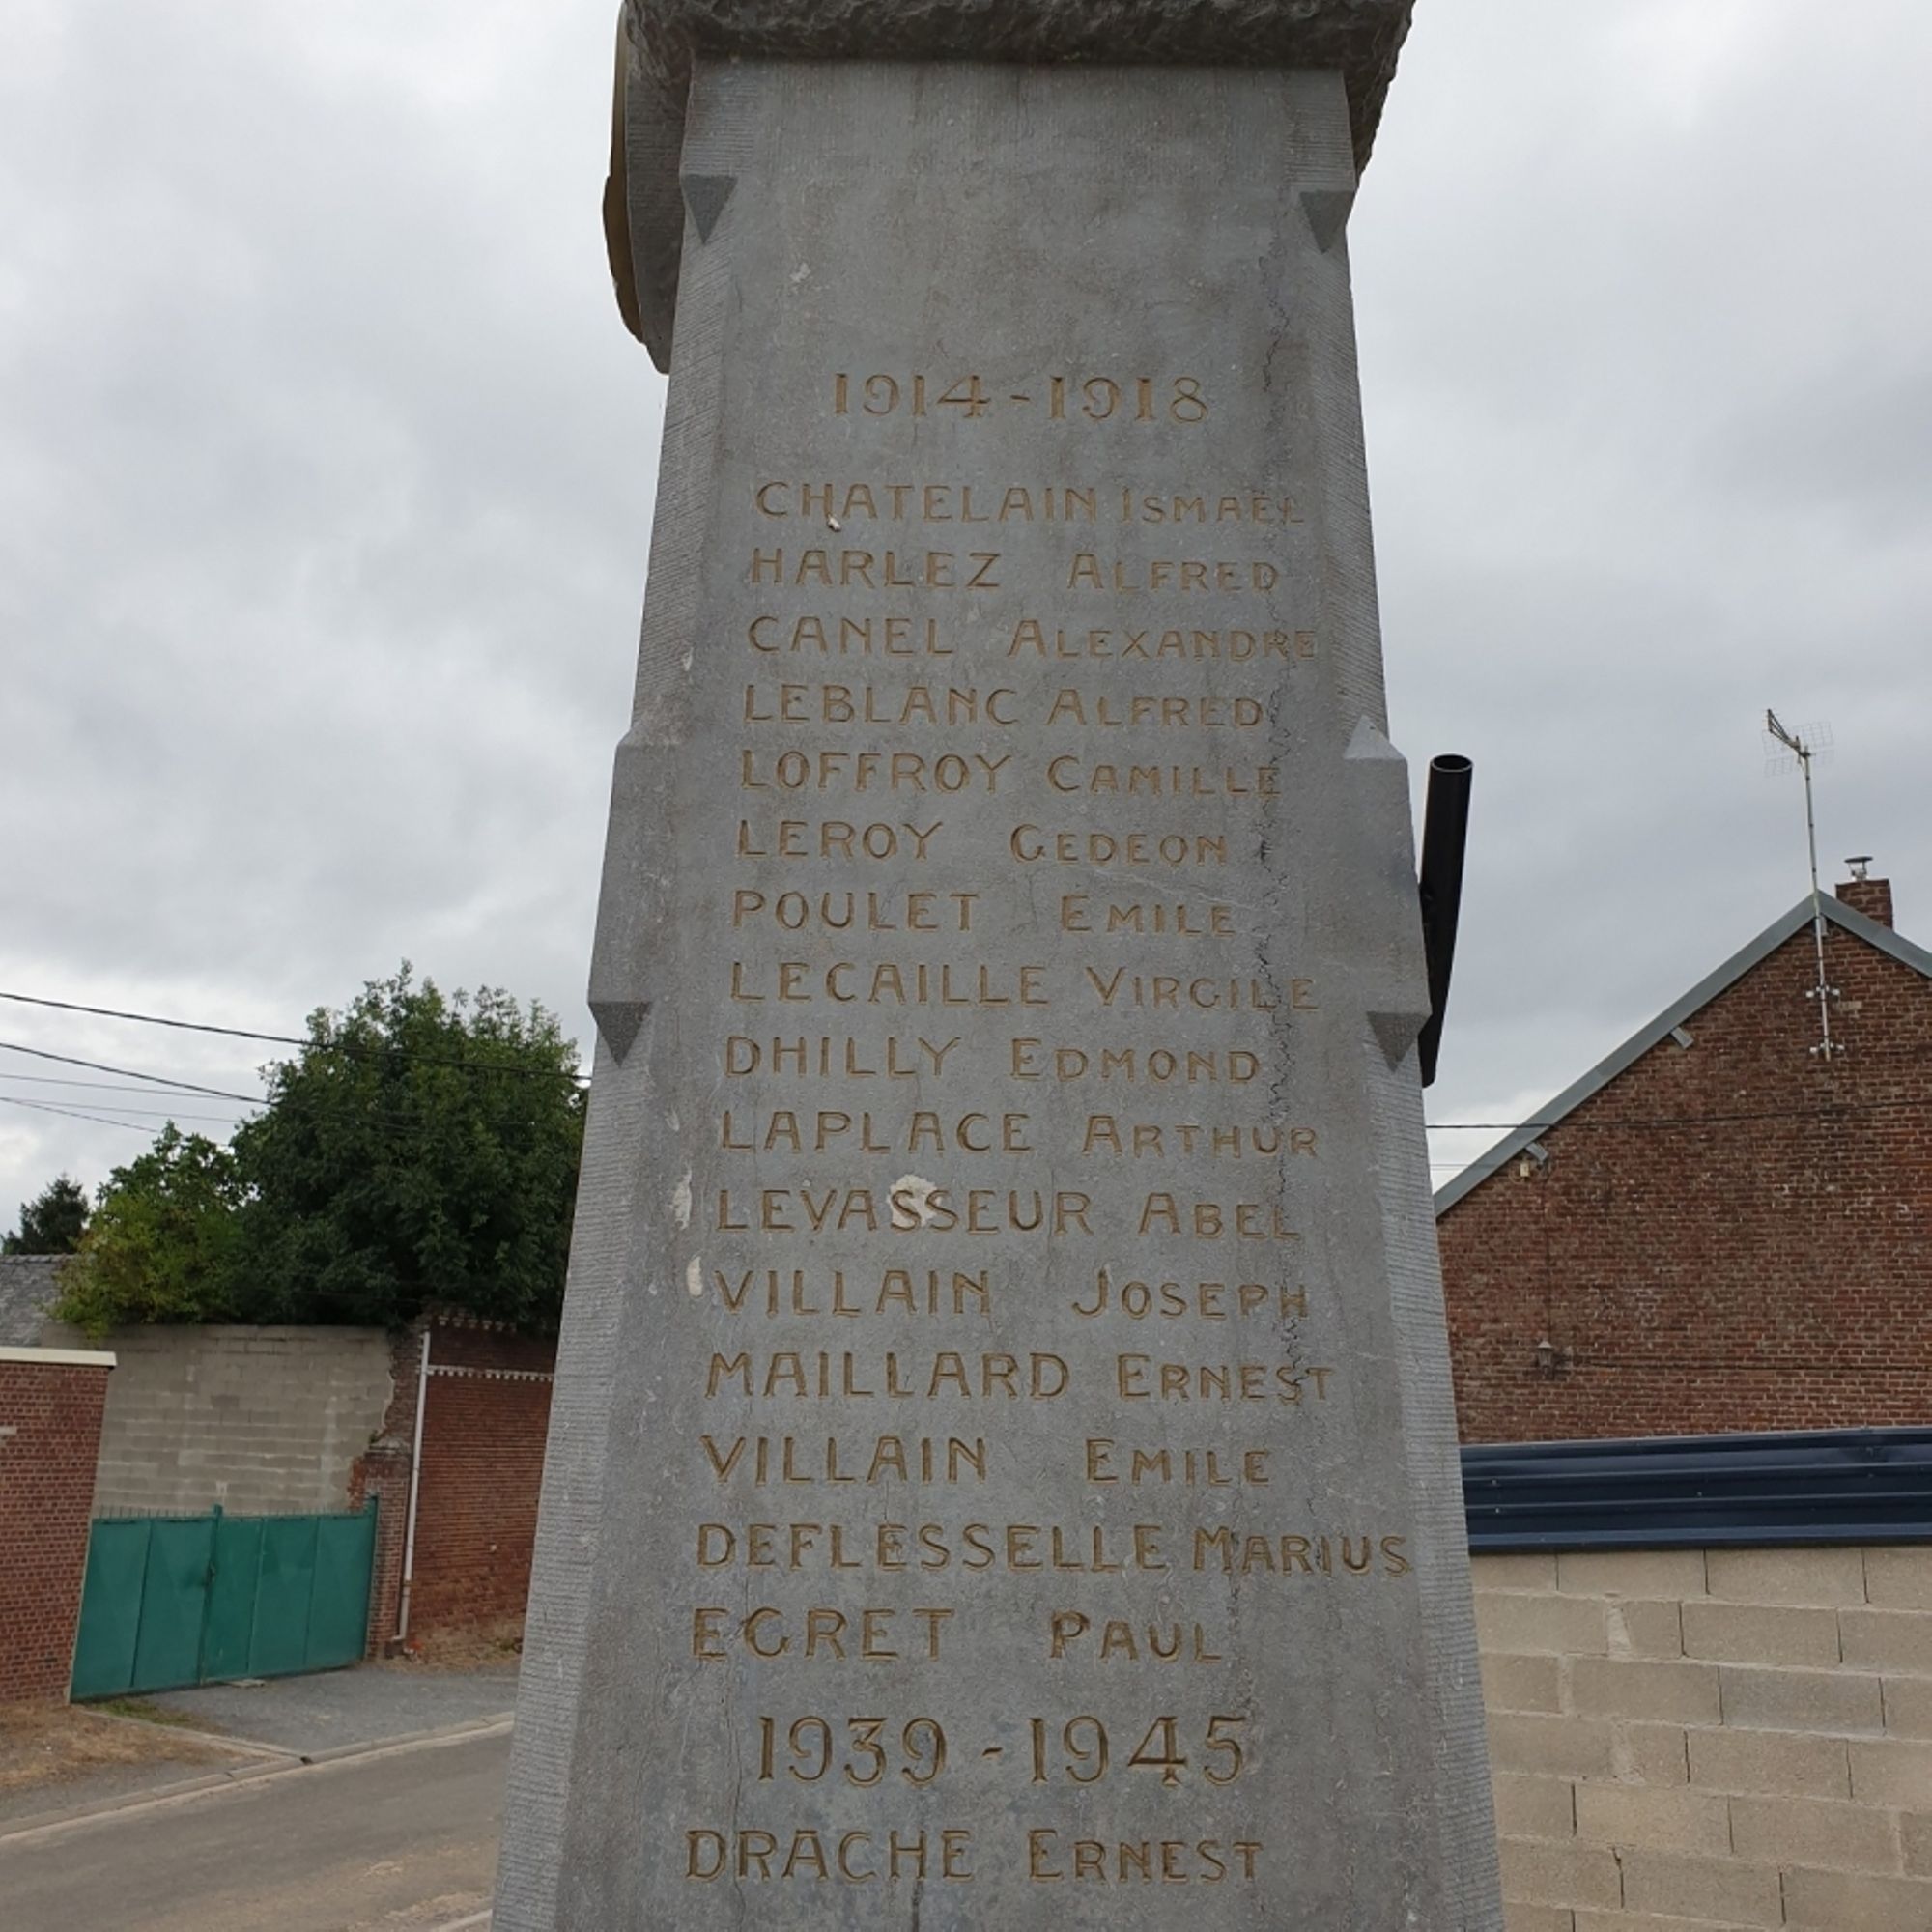 1914-1918
CHATELAIN ISMAËL
HARLEZ ALFRED
CANEL ALEXANDRE
LEBLANC ALFRED
LOFFROY CAMILLE
LEROY GEDEON
POULET EMILE
LECAILLE VIRGILE
DHILLY EDMOND
LAPLACE ARTHUR
LEVASSEUR ABEL
VILLAIN JOSEPH
MAILLARD ERNEST
VILLAIN EMILE
DEFLESSELLE MARIUS
EGRET PAUL
1939-1945
DRACHE ERNEST